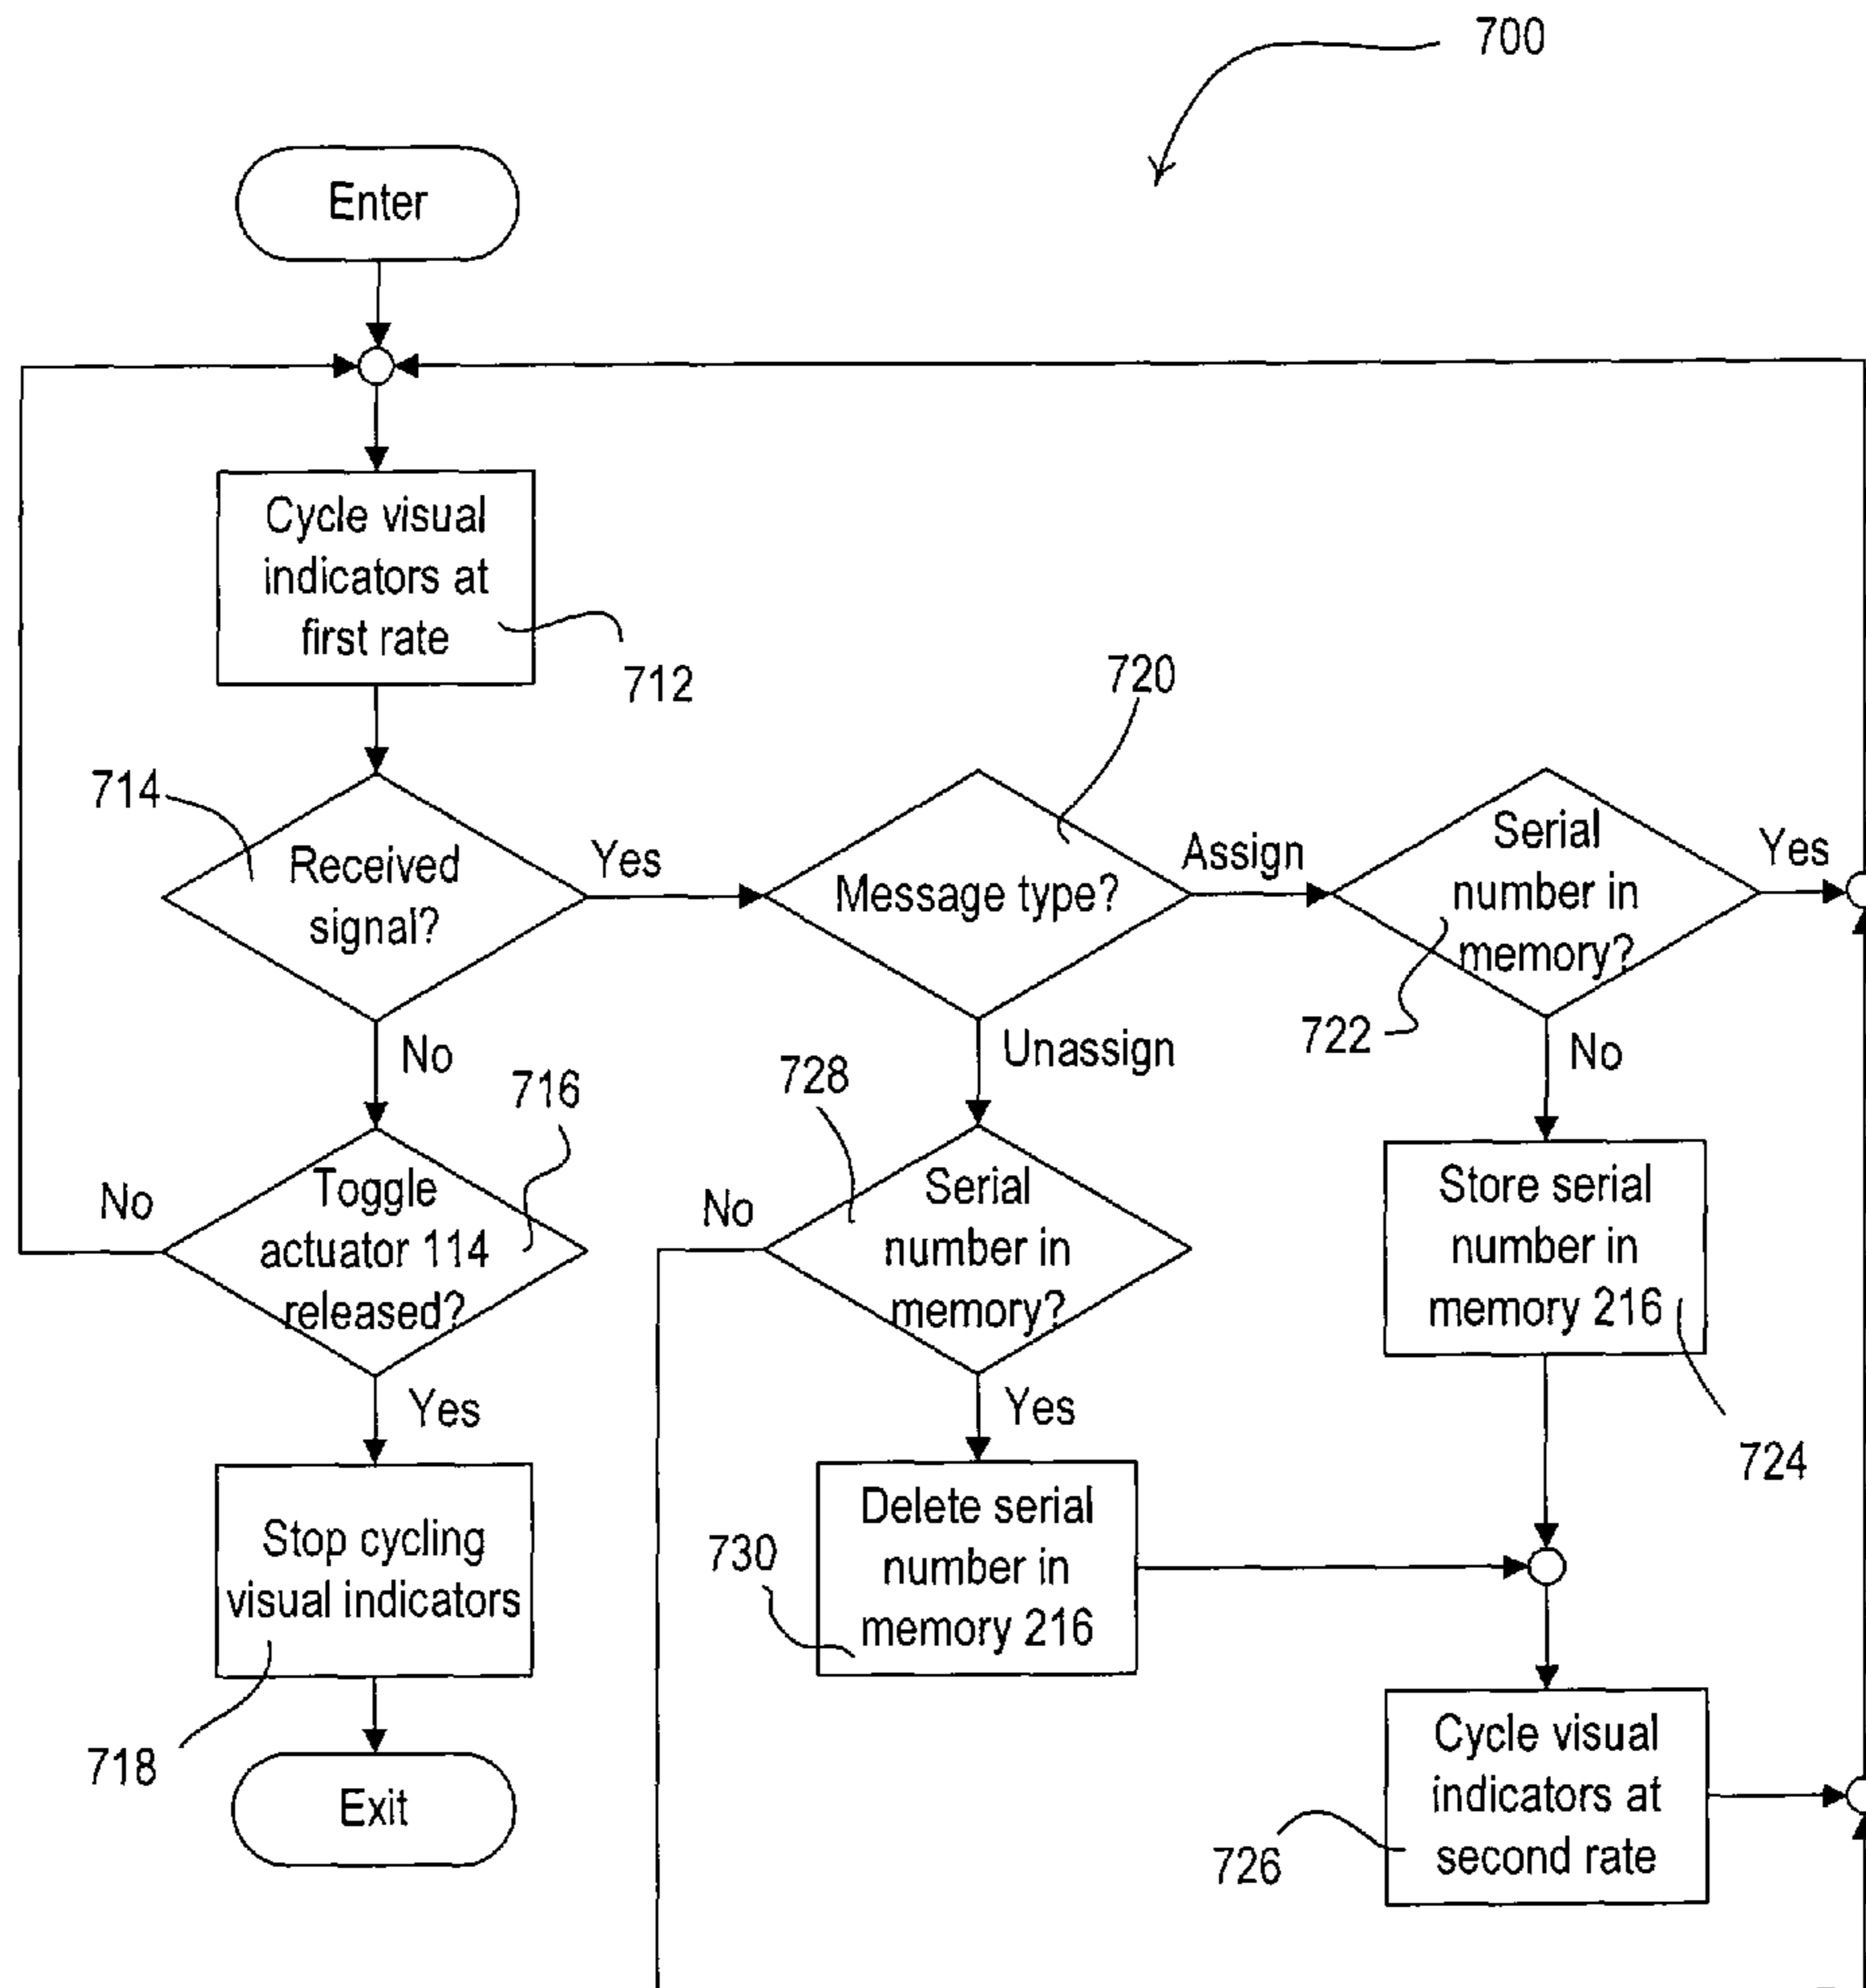 700
Enter
Cycle visual
indicators at
first rate
712
720
714
Received
signal?
Yes
Message type?
Assign
Serial
number in
memory?
Yes
722
No
Unassign
No
728
716
Toggle
actuator 114
released?
No
Serial
number in
memory?
No
Store serial
number in
memory 216
724
Yes
Yes
Stop cycling
visual indicators
718
Delete serial
number in
memory 216
730
Cycle visual
indicators at
second rate
726
Exit